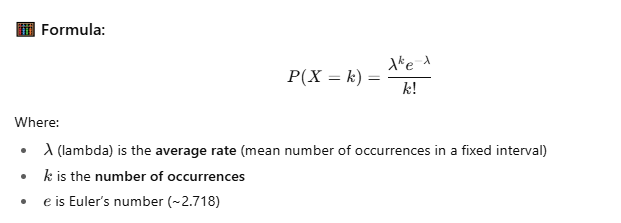 🧮 Formula:
P(X = k) = λᵏe⁻λ / k!
Where:
• λ (lambda) is the average rate (mean number of occurrences in a fixed interval)
• k is the number of occurrences
• e is Euler's number (~2.718)